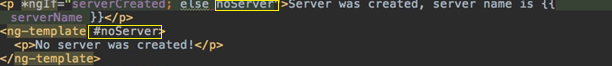 <p *ngIf="serverCreated; else noServer">Server was created, server name is {{
serverName }}</p>
<ng-template #noServer>
<p>No server was created!</p>
</ng-template>